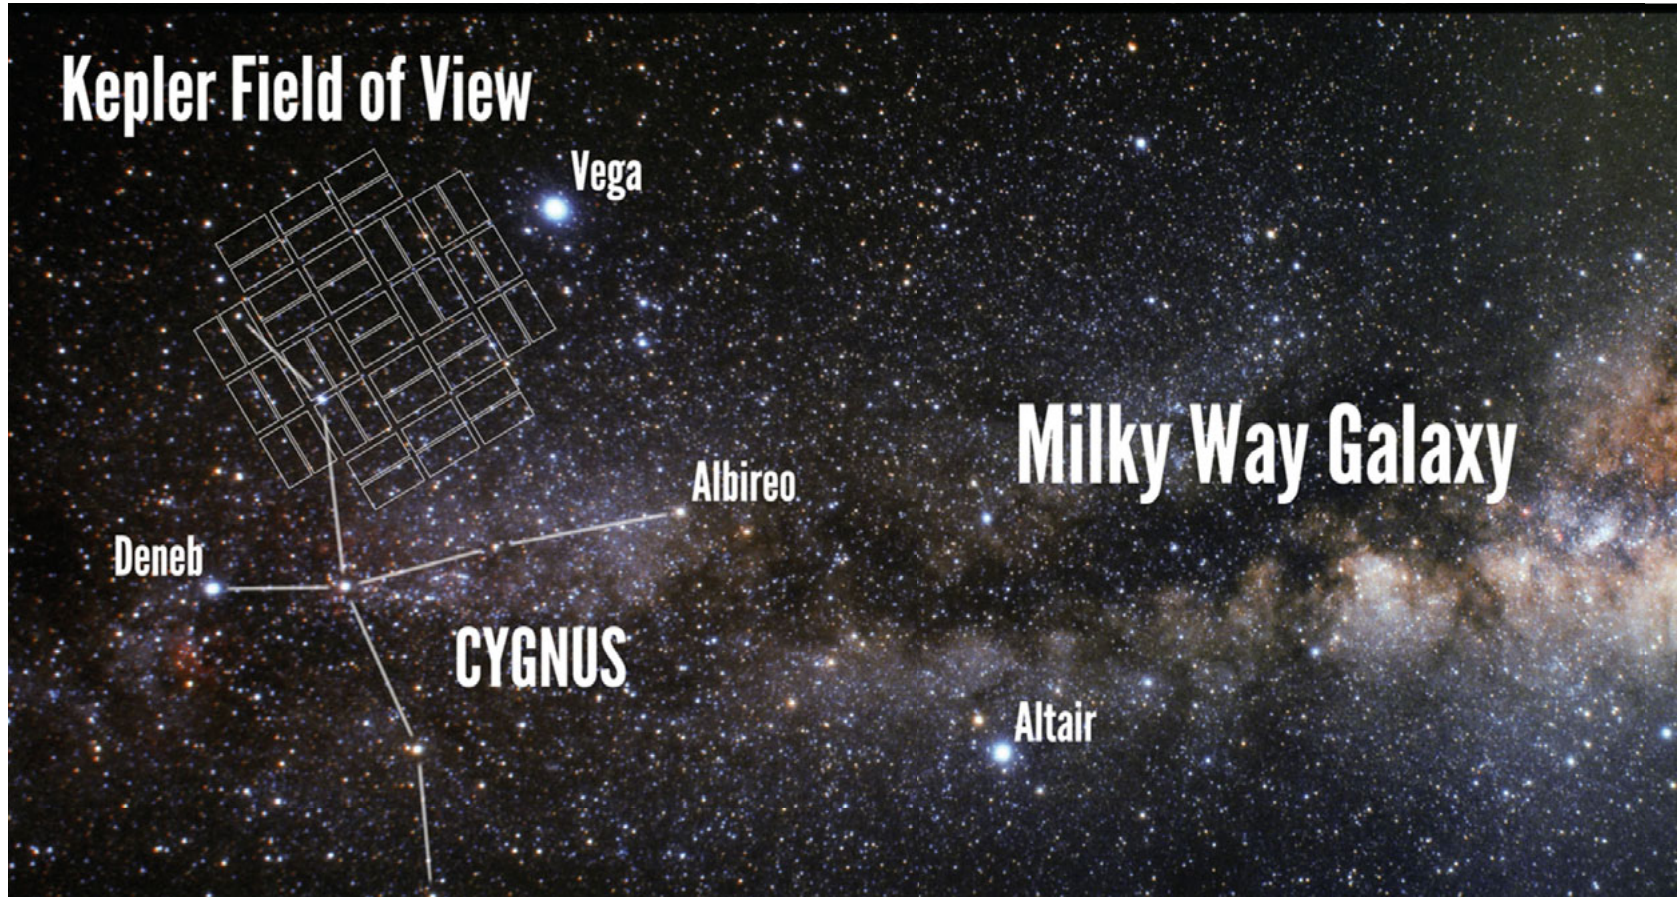 Kepler Field of View
Vega
Milky Way Galaxy
Albireo
Deneb
CYGNUS
Altair